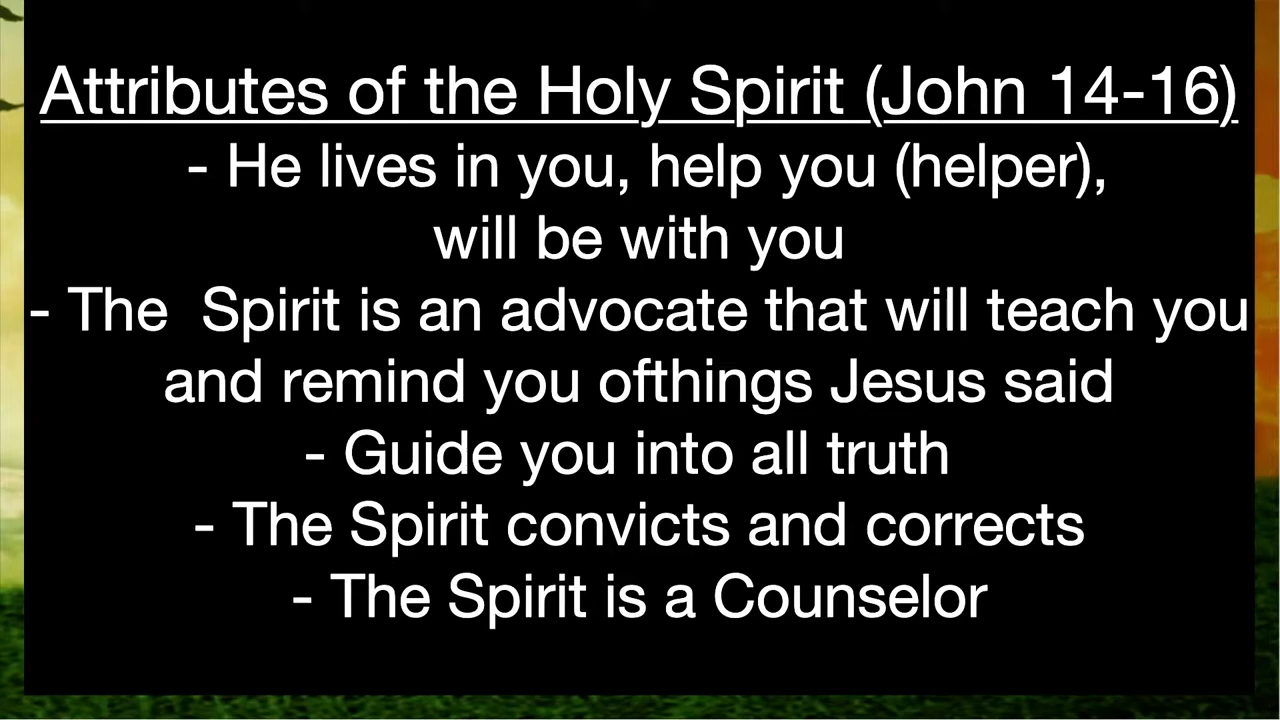 Attributes of the Holy Spirit (John 14-16)
- He lives in you, help you (helper),
will be with you
- The  Spirit is an advocate that will teach you
and remind you ofthings Jesus said
- Guide you into all truth
- The Spirit convicts and corrects
- The Spirit is a Counselor